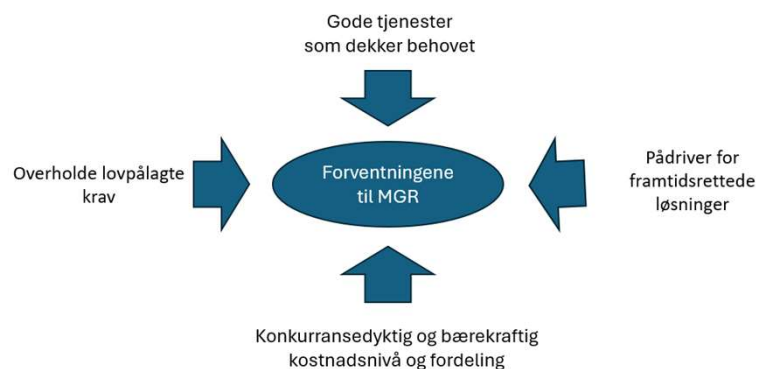 Gode tjenester
som dekker behovet
Overholde lovpålagte
krav
Forventningene
til MGR
Pådriver for
framtidsrettede
løsninger
Konkurransedyktig og bærekraftig
kostnadsnivå og fordeling